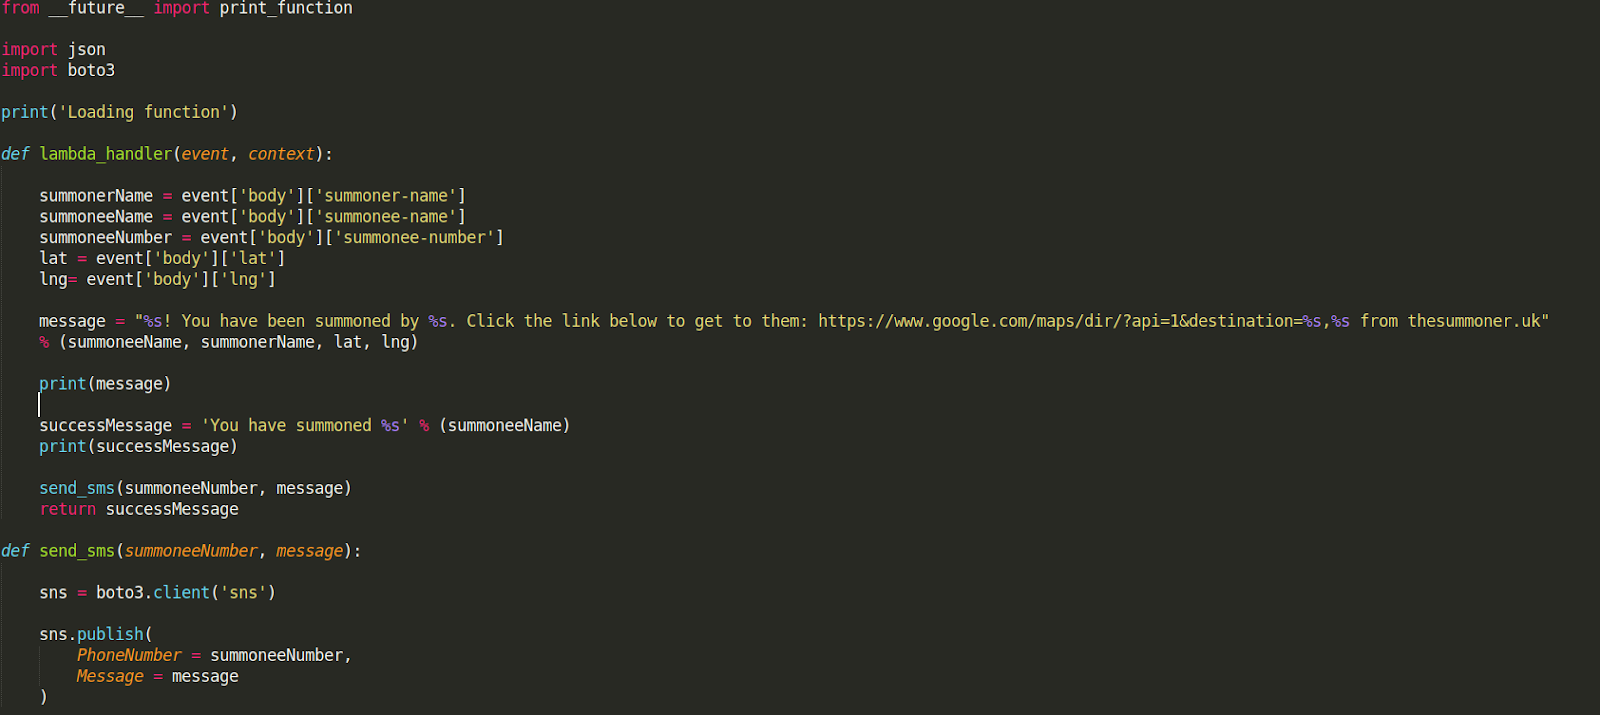 from __future__ import print_function
import json
import boto3
print('Loading function')
def lambda_handler(event, context):
summonerName = event['body']['summoner-name']
summoneeName = event['body']['summonee-name']
summoneeNumber = event['body']['summonee-number']
lat = event['body']['lat']
lng= event['body']['lng']
message = "%s! You have been summoned by %s. Click the link below to get to them: https://www.google.com/maps/dir/?api=1&destination=%s,%s from thesummoner.uk"
% (summoneeName, summonerName, lat, lng)
print(message)
successMessage = 'You have summoned %s' % (summoneeName)
print(successMessage)
send_sms(summoneeNumber, message)
return successMessage
def send_sms(summoneeNumber, message):
sns = boto3.client('sns')
sns.publish(
PhoneNumber = summoneeNumber,
Message = message
)